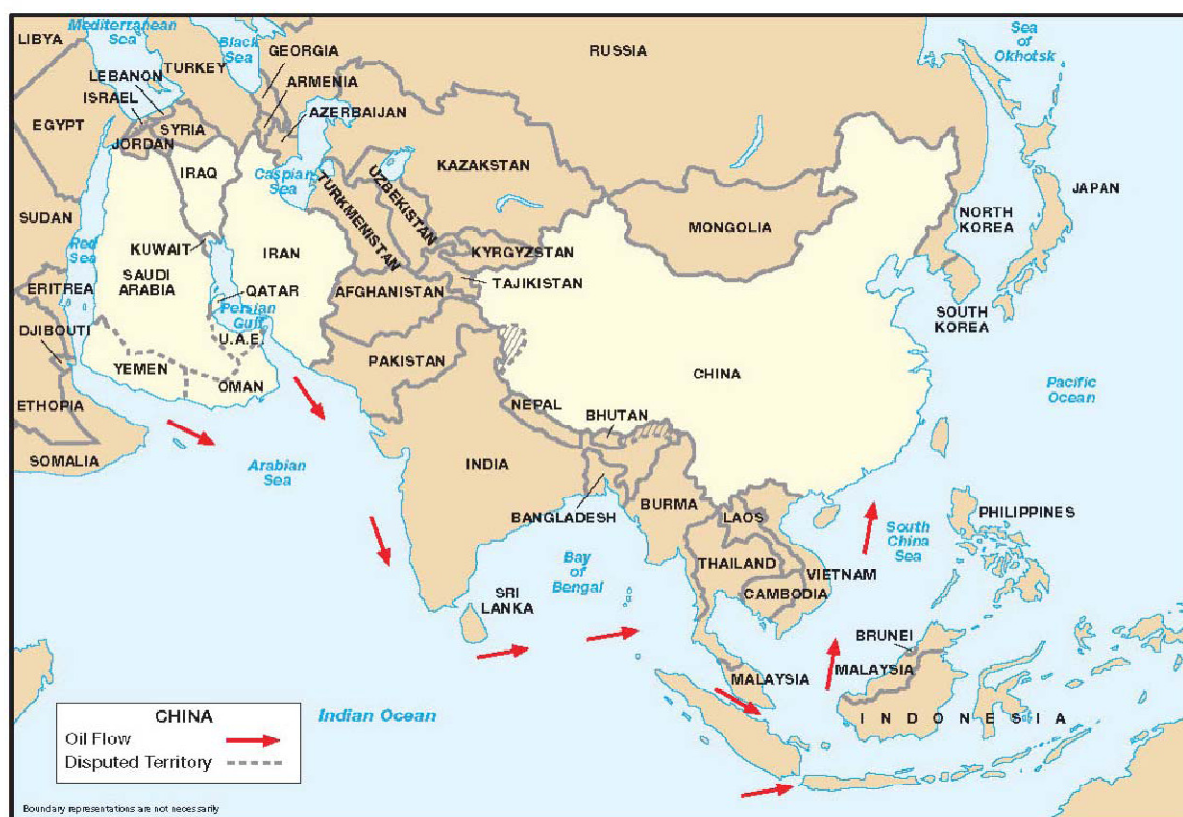 Mediterranean
Sea
Black
Sea
Sea
of
Okhotsk
LIBYA
GEORGIA
RUSSIA
LEBANON
TURKEY
ARMENIA
ISRAEL
AZERBAIJAN
EGYPT
SYRIA
JORDAN
IRAQ
Caspian
Sea
KAZAKSTAN
UZBEKISTAN
TURKMENISTAN
MONGOLIA
JAPAN
NORTH
KOREA
SUDAN
Red
Sea
KUWAIT
IRAN
KYRGYZSTAN
SAUDI
ARABIA
TAJIKISTAN
ERITREA
QATAR
AFGHANISTAN
Persian
Gulf
SOUTH
KOREA
DJIBOUTI
U.A.E.
YEMEN
PAKISTAN
CHINA
OMAN
Pacific
Ocean
ETHIOPIA
NEPAL
BHUTAN
SOMALIA
Arabian
Sea
INDIA
BURMA
BANGLADESH
LAOS
PHILIPPINES
South
China
Sea
Bay
of
Bengal
THAILAND
VIETNAM
CAMBODIA
SRI
LANKA
BRUNEI
MALAYSIA
MALAYSIA
Indian Ocean
INDONESIA
CHINA
Oil Flow
Disputed Territory
Boundary representations are not necessarily